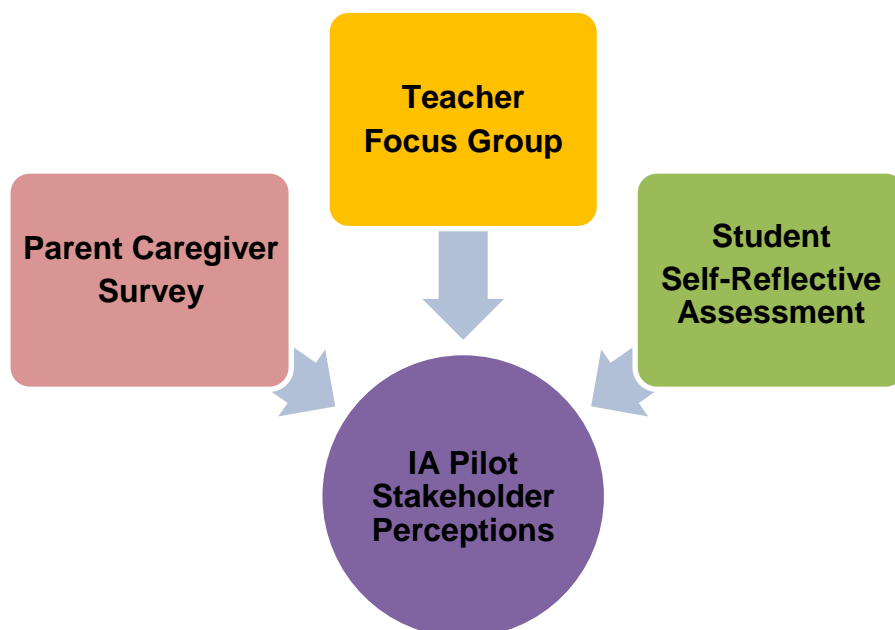 Teacher
Focus Group
Parent Caregiver
Survey
Student
Self-Reflective
Assessment
IA Pilot
Stakeholder
Perceptions